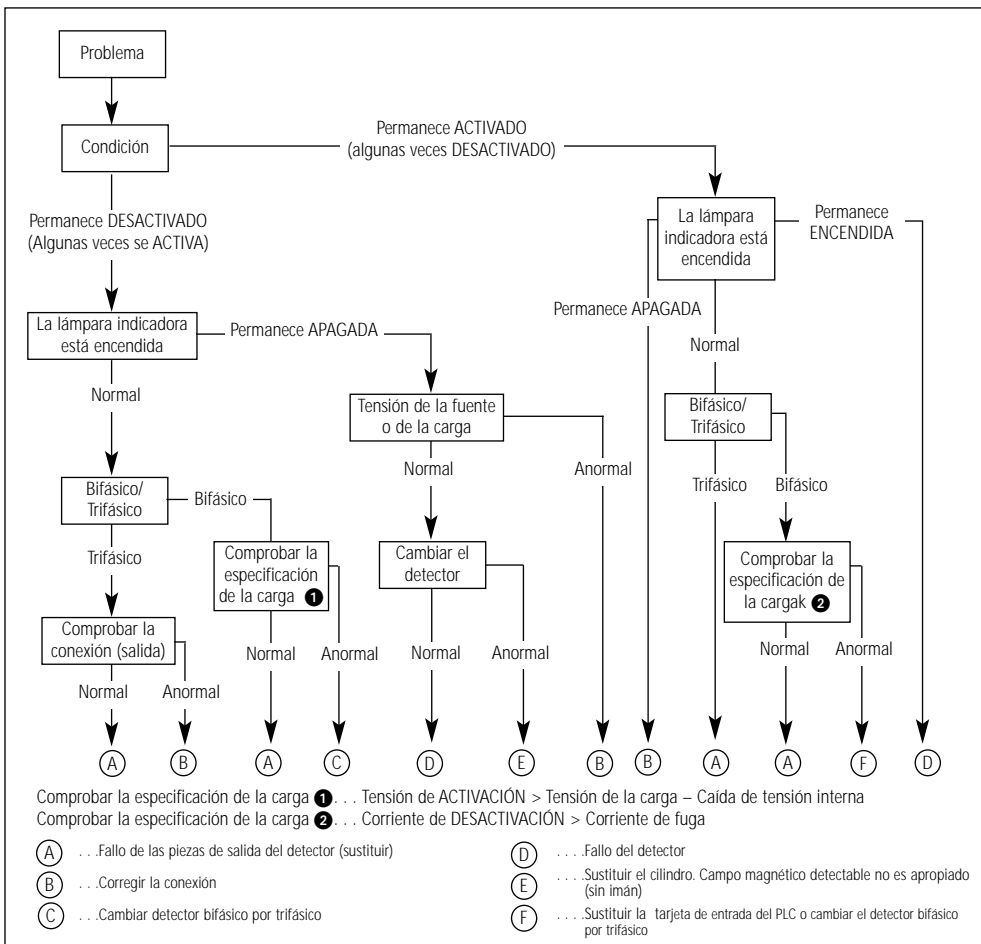 Problema
Condición
Permanece ACTIVADO
(algunas veces DESACTIVADO)
Permanece DESACTIVADO
(Algunas veces se ACTIVA)
La lámpara
indicadora está
encendida
Permanece
ENCENDIDA
Permanece APAGADA
Normal
La lámpara indicadora
está encendida
Permanece APAGADA
Normal
Tensión de la fuente
o de la carga
Normal
Anormal
Bifásico/
Trifásico
Trifásico
Bifásico
Bifásico/
Trifásico
Bifásico
Trifásico
Comprobar la
especificación
de la carga 1
Cambiar el
detector
Comprobar la
especificación de
la cargak 2
Comprobar la
conexión (salida)
Normal
Anormal
Normal
Anormal
Normal
Anormal
Normal
Anormal
A
B
A
C
D
E
B
B
A
A
F
D
Comprobar la especificación de la carga 1. . . Tensión de ACTIVACIÓN > Tensión de la carga – Caída de tensión interna
Comprobar la especificación de la carga 2. . . Corriente de DESACTIVACIÓN > Corriente de fuga
A . . .Fallo de las piezas de salida del detector (sustituir)
B . . .Corregir la conexión
C . . .Cambiar detector bifásico por trifásico
D . . . .Fallo del detector
E . . . .Sustituir el cilindro. Campo magnético detectable no es apropiado
(sin imán)
F . . . .Sustituir la tarjeta de entrada del PLC o cambiar el detector bifásico
por trifásico